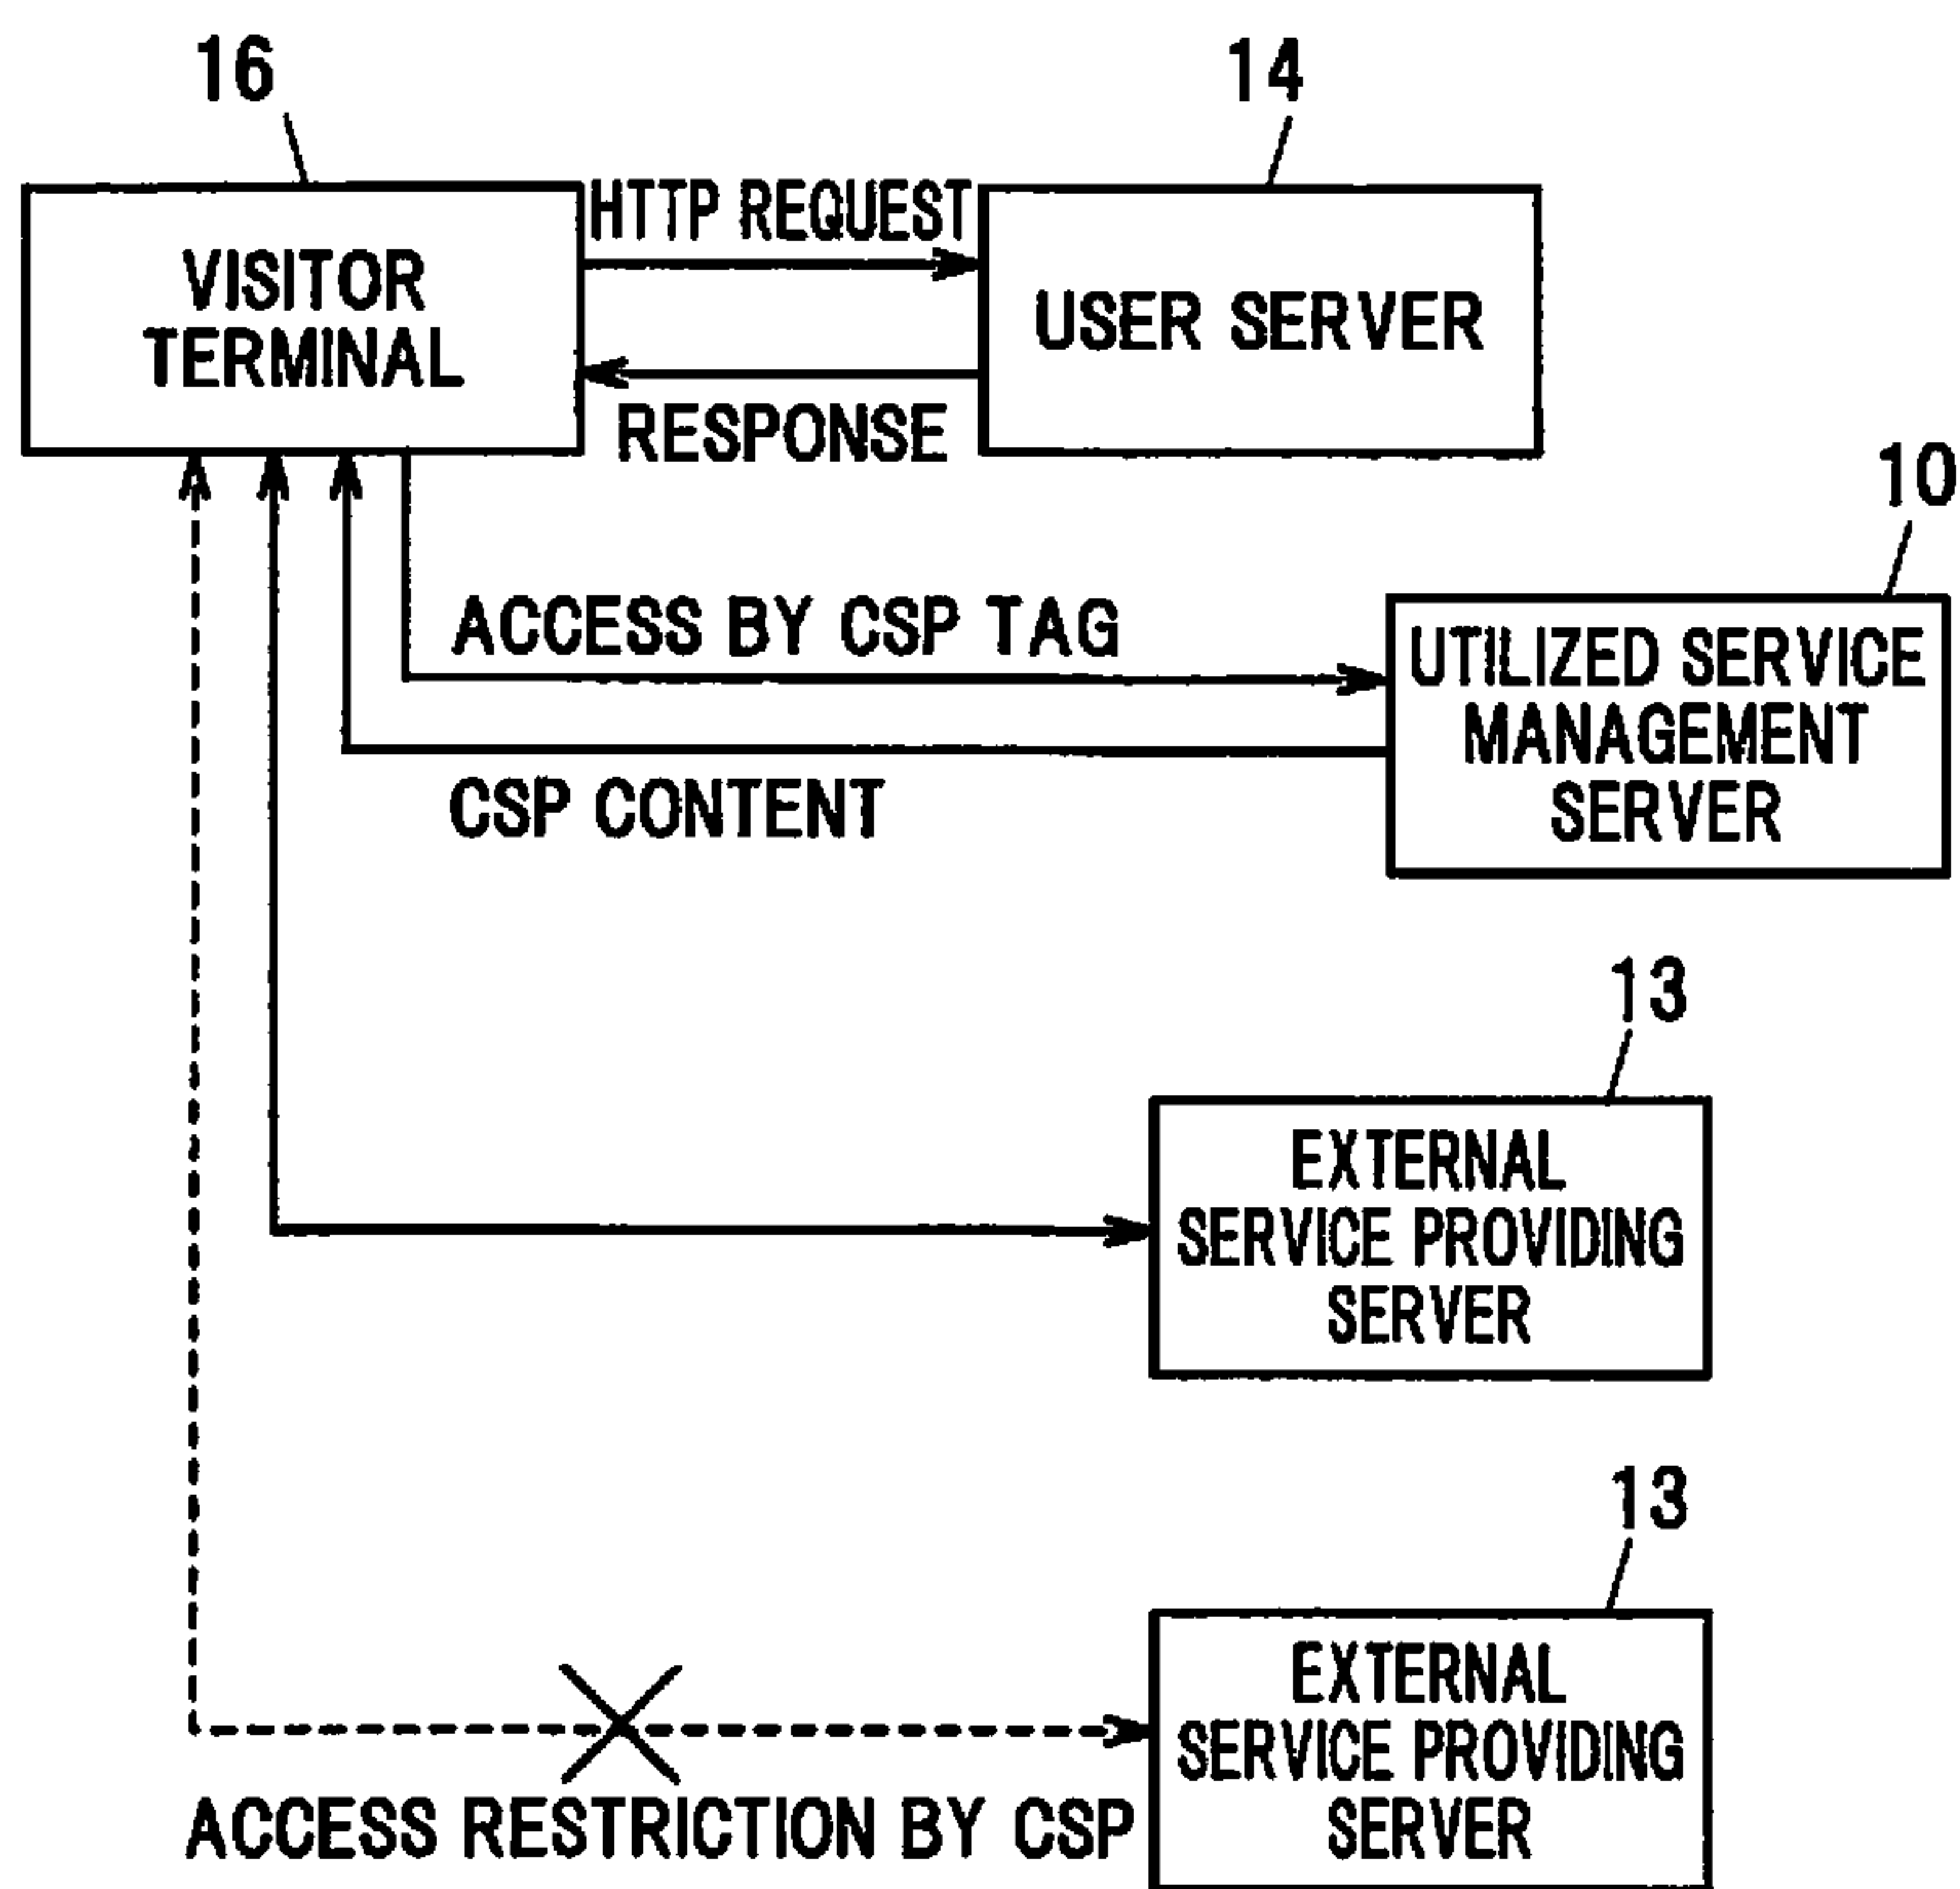 16
14
VISITOR
TERMINAL
HTTP REQUEST
USER SERVER
RESPONSE
10
ACCESS BY CSP TAG
UTILIZED SERVICE
MANAGEMENT
SERVER
CSP CONTENT
13
EXTERNAL
SERVICE PROVIDING
SERVER
13
EXTERNAL
SERVICE PROVIDING
SERVER
ACCESS RESTRICTION BY CSP